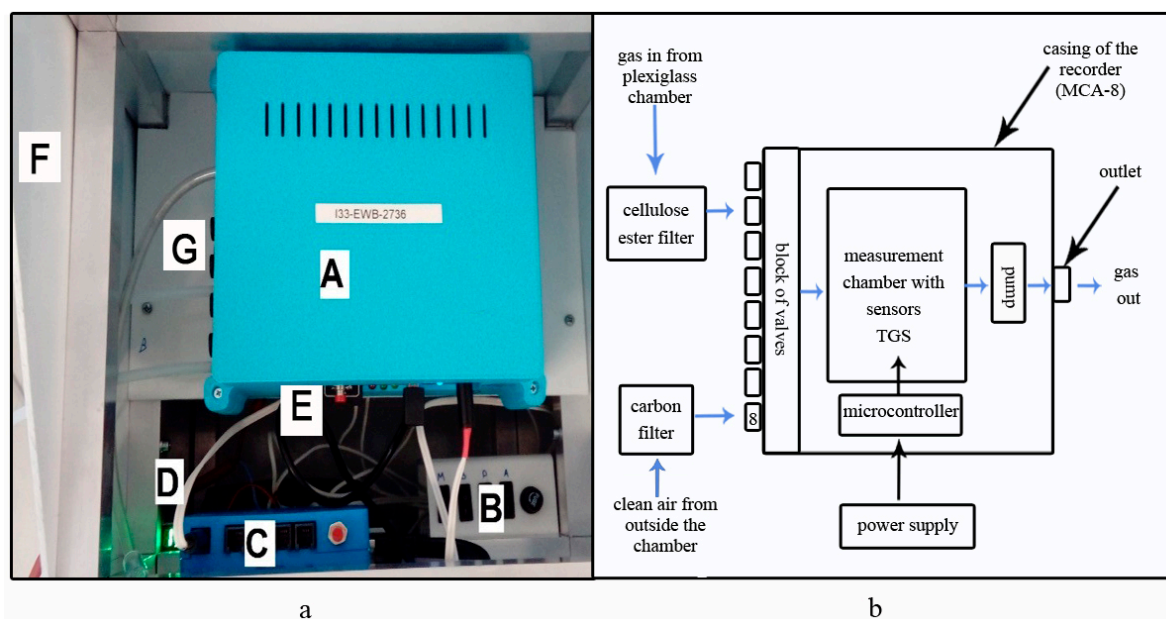 F
G
I33-EWB-2736
A
B
E
D
M S D A
B
C
a
gas in from
plexiglass
chamber
casing of the
recorder
(MCA-8)
outlet
cellulose
ester filter
block of valves
measurement
chamber with
sensors
TGS
pump
gas
out
carbon
filter
8
microcontroller
clean air from
outside the
chamber
power supply
b